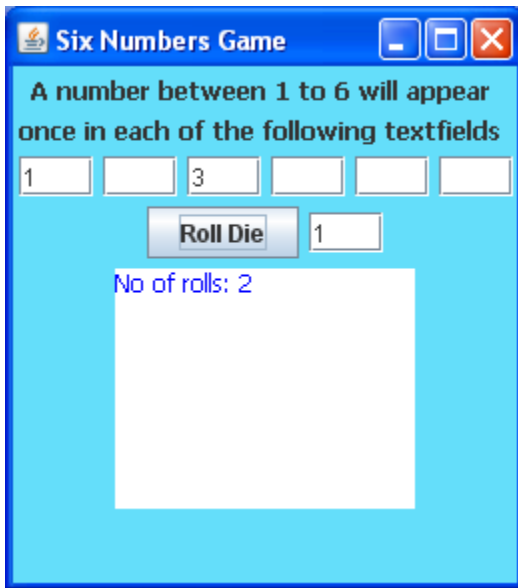 Six Numbers Game
A number between 1 to 6 will appear
once in each of the following textfields
1 3
Roll Die 1
No of rolls: 2